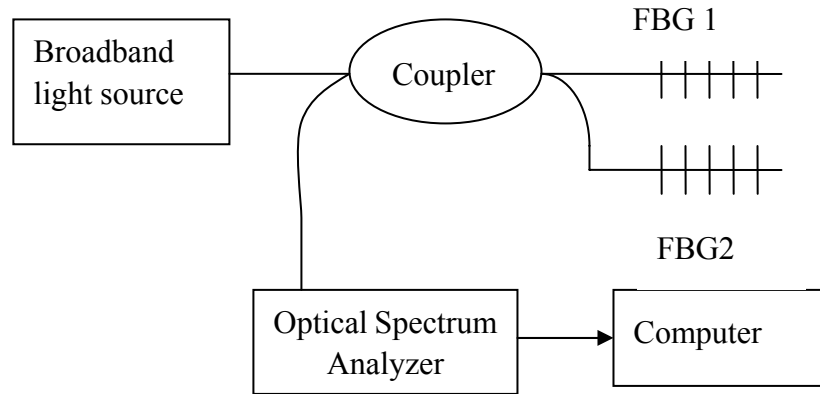 Broadband
light source
Coupler
FBG 1
FBG2
Optical Spectrum
Analyzer
Computer